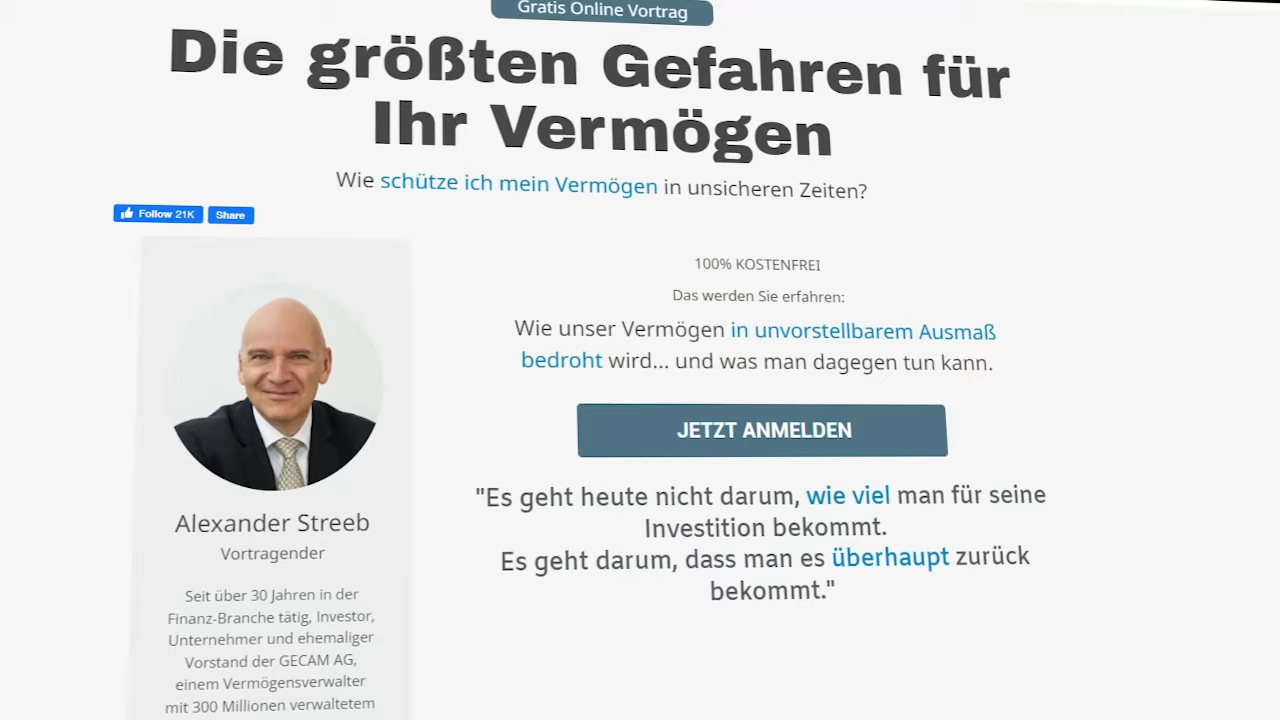 Gratis Online Vortrag
Die größten Gefahren für
Ihr Vermögen
Wie schütze ich mein Vermögen in unsicheren Zeiten?
Follow 21K
Share
Alexander Streeb
Vortragender
Seit über 30 Jahren in der
Finanz-Branche tätig, Investor,
Unternehmer und ehemaliger
Vorstand der GECAM AG,
einem Vermögensverwalter
mit 300 Millionen verwaltetem
100% KOSTENFREI
Das werden Sie erfahren:
Wie unser Vermögen in unvorstellbarem Ausmaß
bedroht wird... und was man dagegen tun kann.
JETZT ANMELDEN
"Es geht heute nicht darum, wie viel man für seine
Investition bekommt.
Es geht darum, dass man es überhaupt zurück
bekommt."